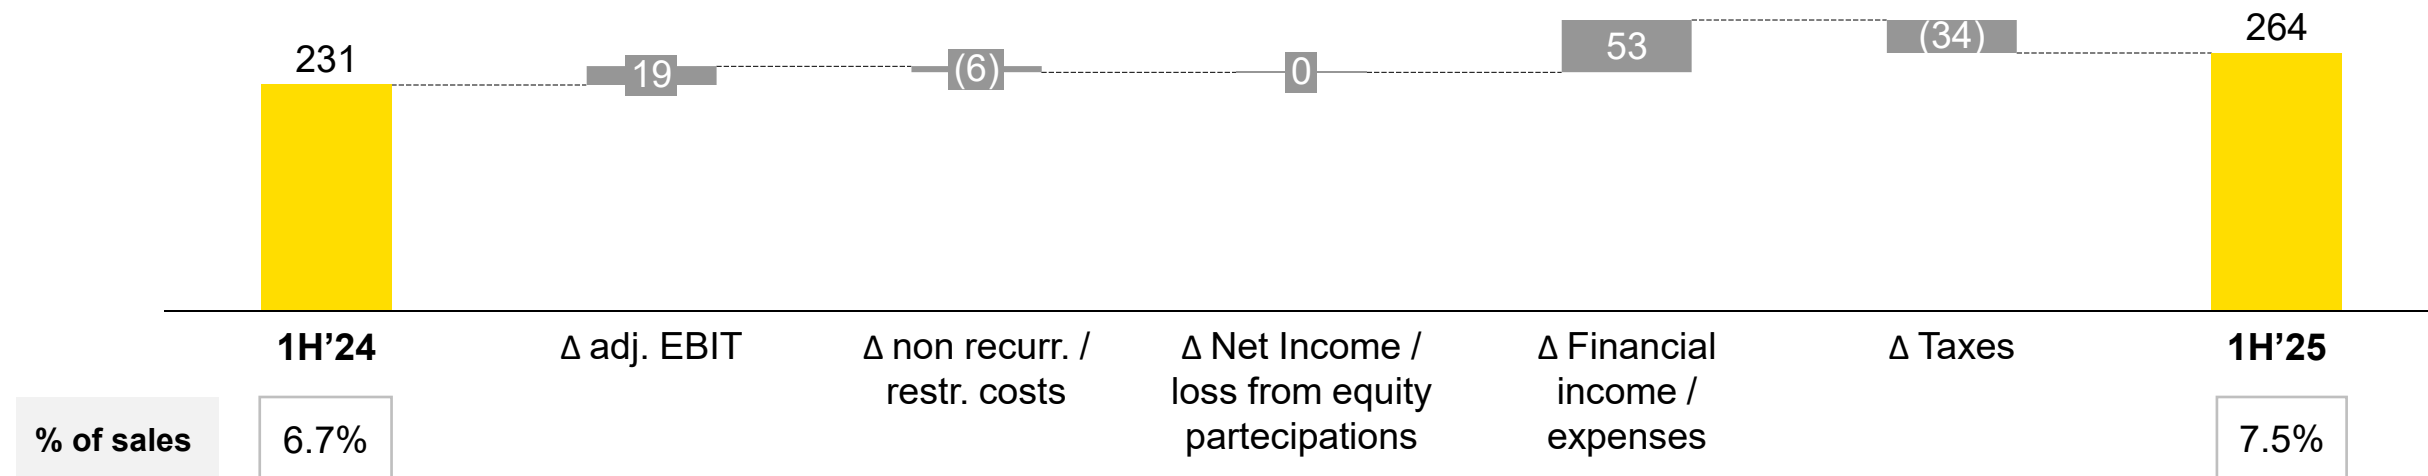 231
19
(6)
0
53
(34)
264
1H’24
Δ adj. EBIT
Δ non recurr. /
restr. costs
Δ Net Income /
loss from equity
partecipations
Δ Financial
income /
expenses
Δ Taxes
1H’25
% of sales
6.7%
7.5%